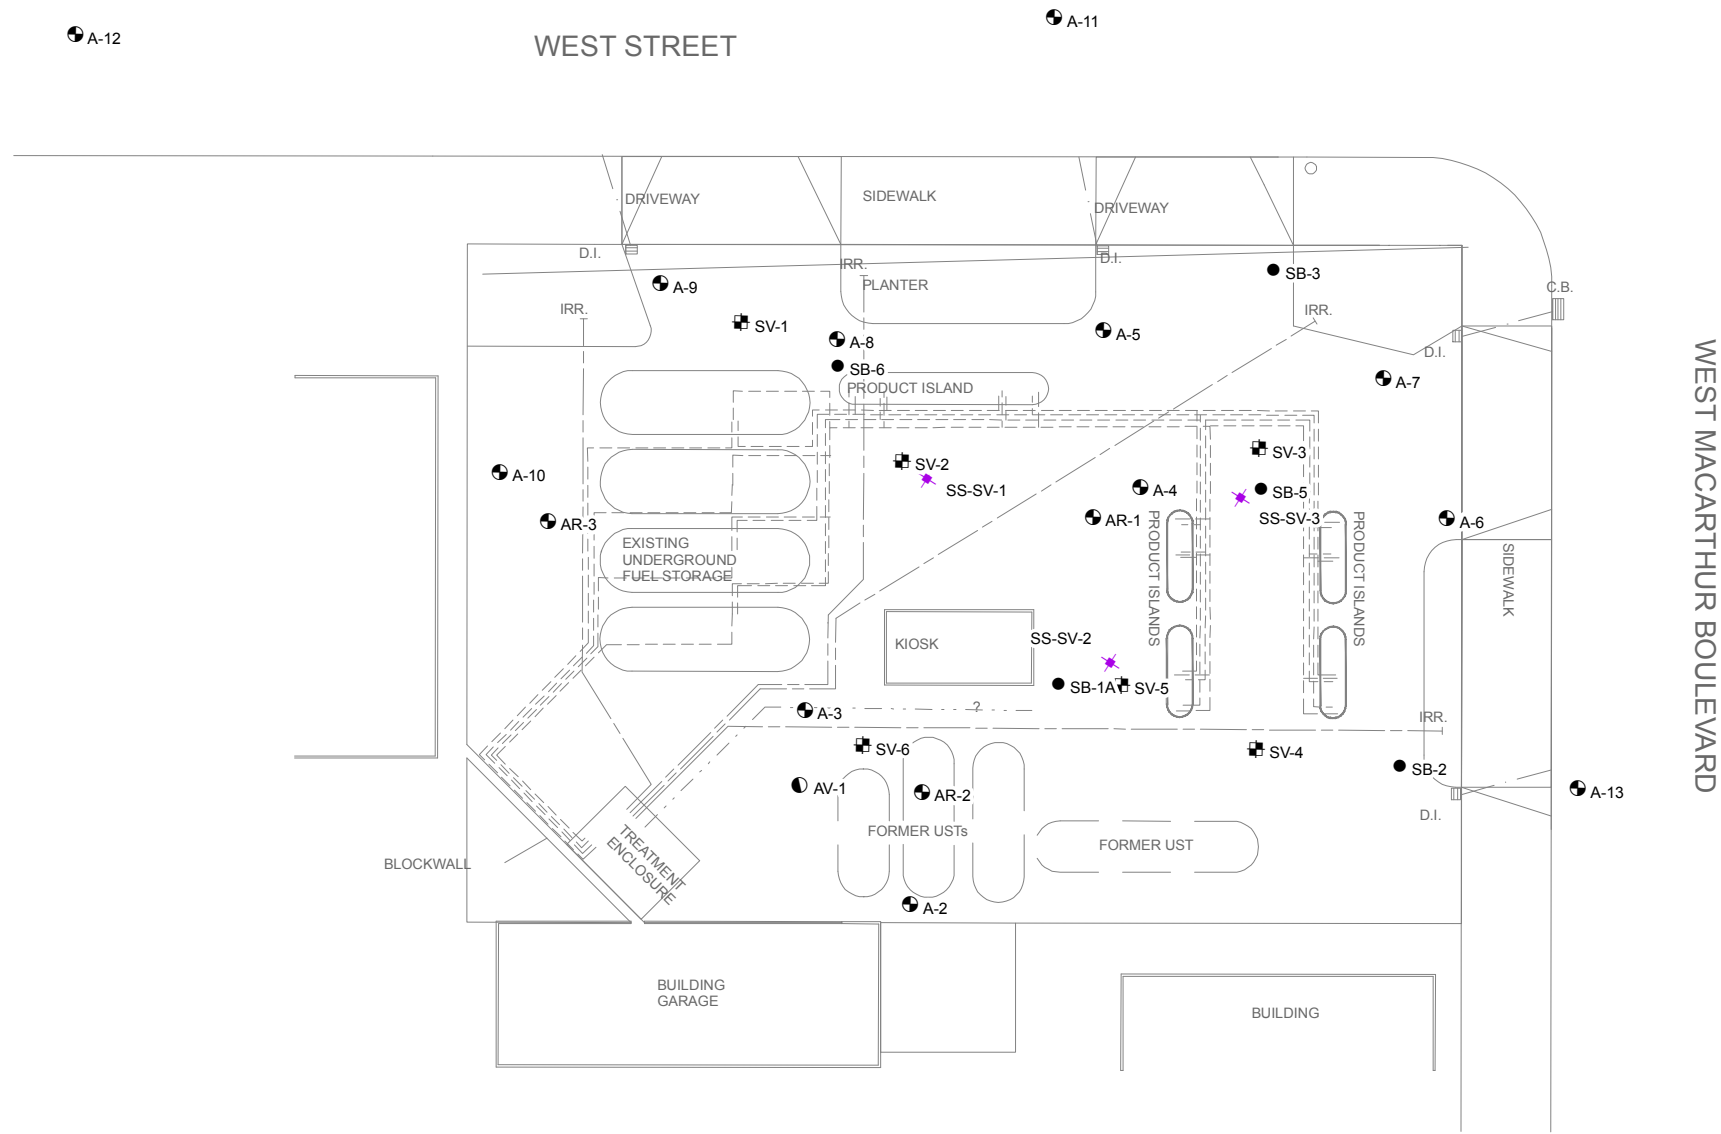 A-12
A-11
WEST STREET
DRIVEWAY
SIDEWALK
DRIVEWAY
D.I.
IRR.
D.I.
SB-3
A-9
PLANTER
C.B.
IRR.
IRR.
SV-1
A-8
A-5
D.I.
SB-6
PRODUCT ISLAND
A-7
WEST MACARTHUR BOULEVARD
SV-2
SV-3
A-10
SS-SV-1
A-4
SB-5
AR-3
AR-1
SS-SV-3
A-6
EXISTING
UNDERGROUND
FUEL STORAGE
PRODUCT ISLANDS
PRODUCT ISLANDS
SIDEWALK
KIOSK
SS-SV-2
SB-1A
SV-5
A-3
?
IRR.
SV-6
SV-4
SB-2
AV-1
AR-2
A-13
D.I.
FORMER USTs
FORMER UST
BLOCKWALL
TREATMENT
ENCLOSURE
A-2
BUILDING
GARAGE
BUILDING